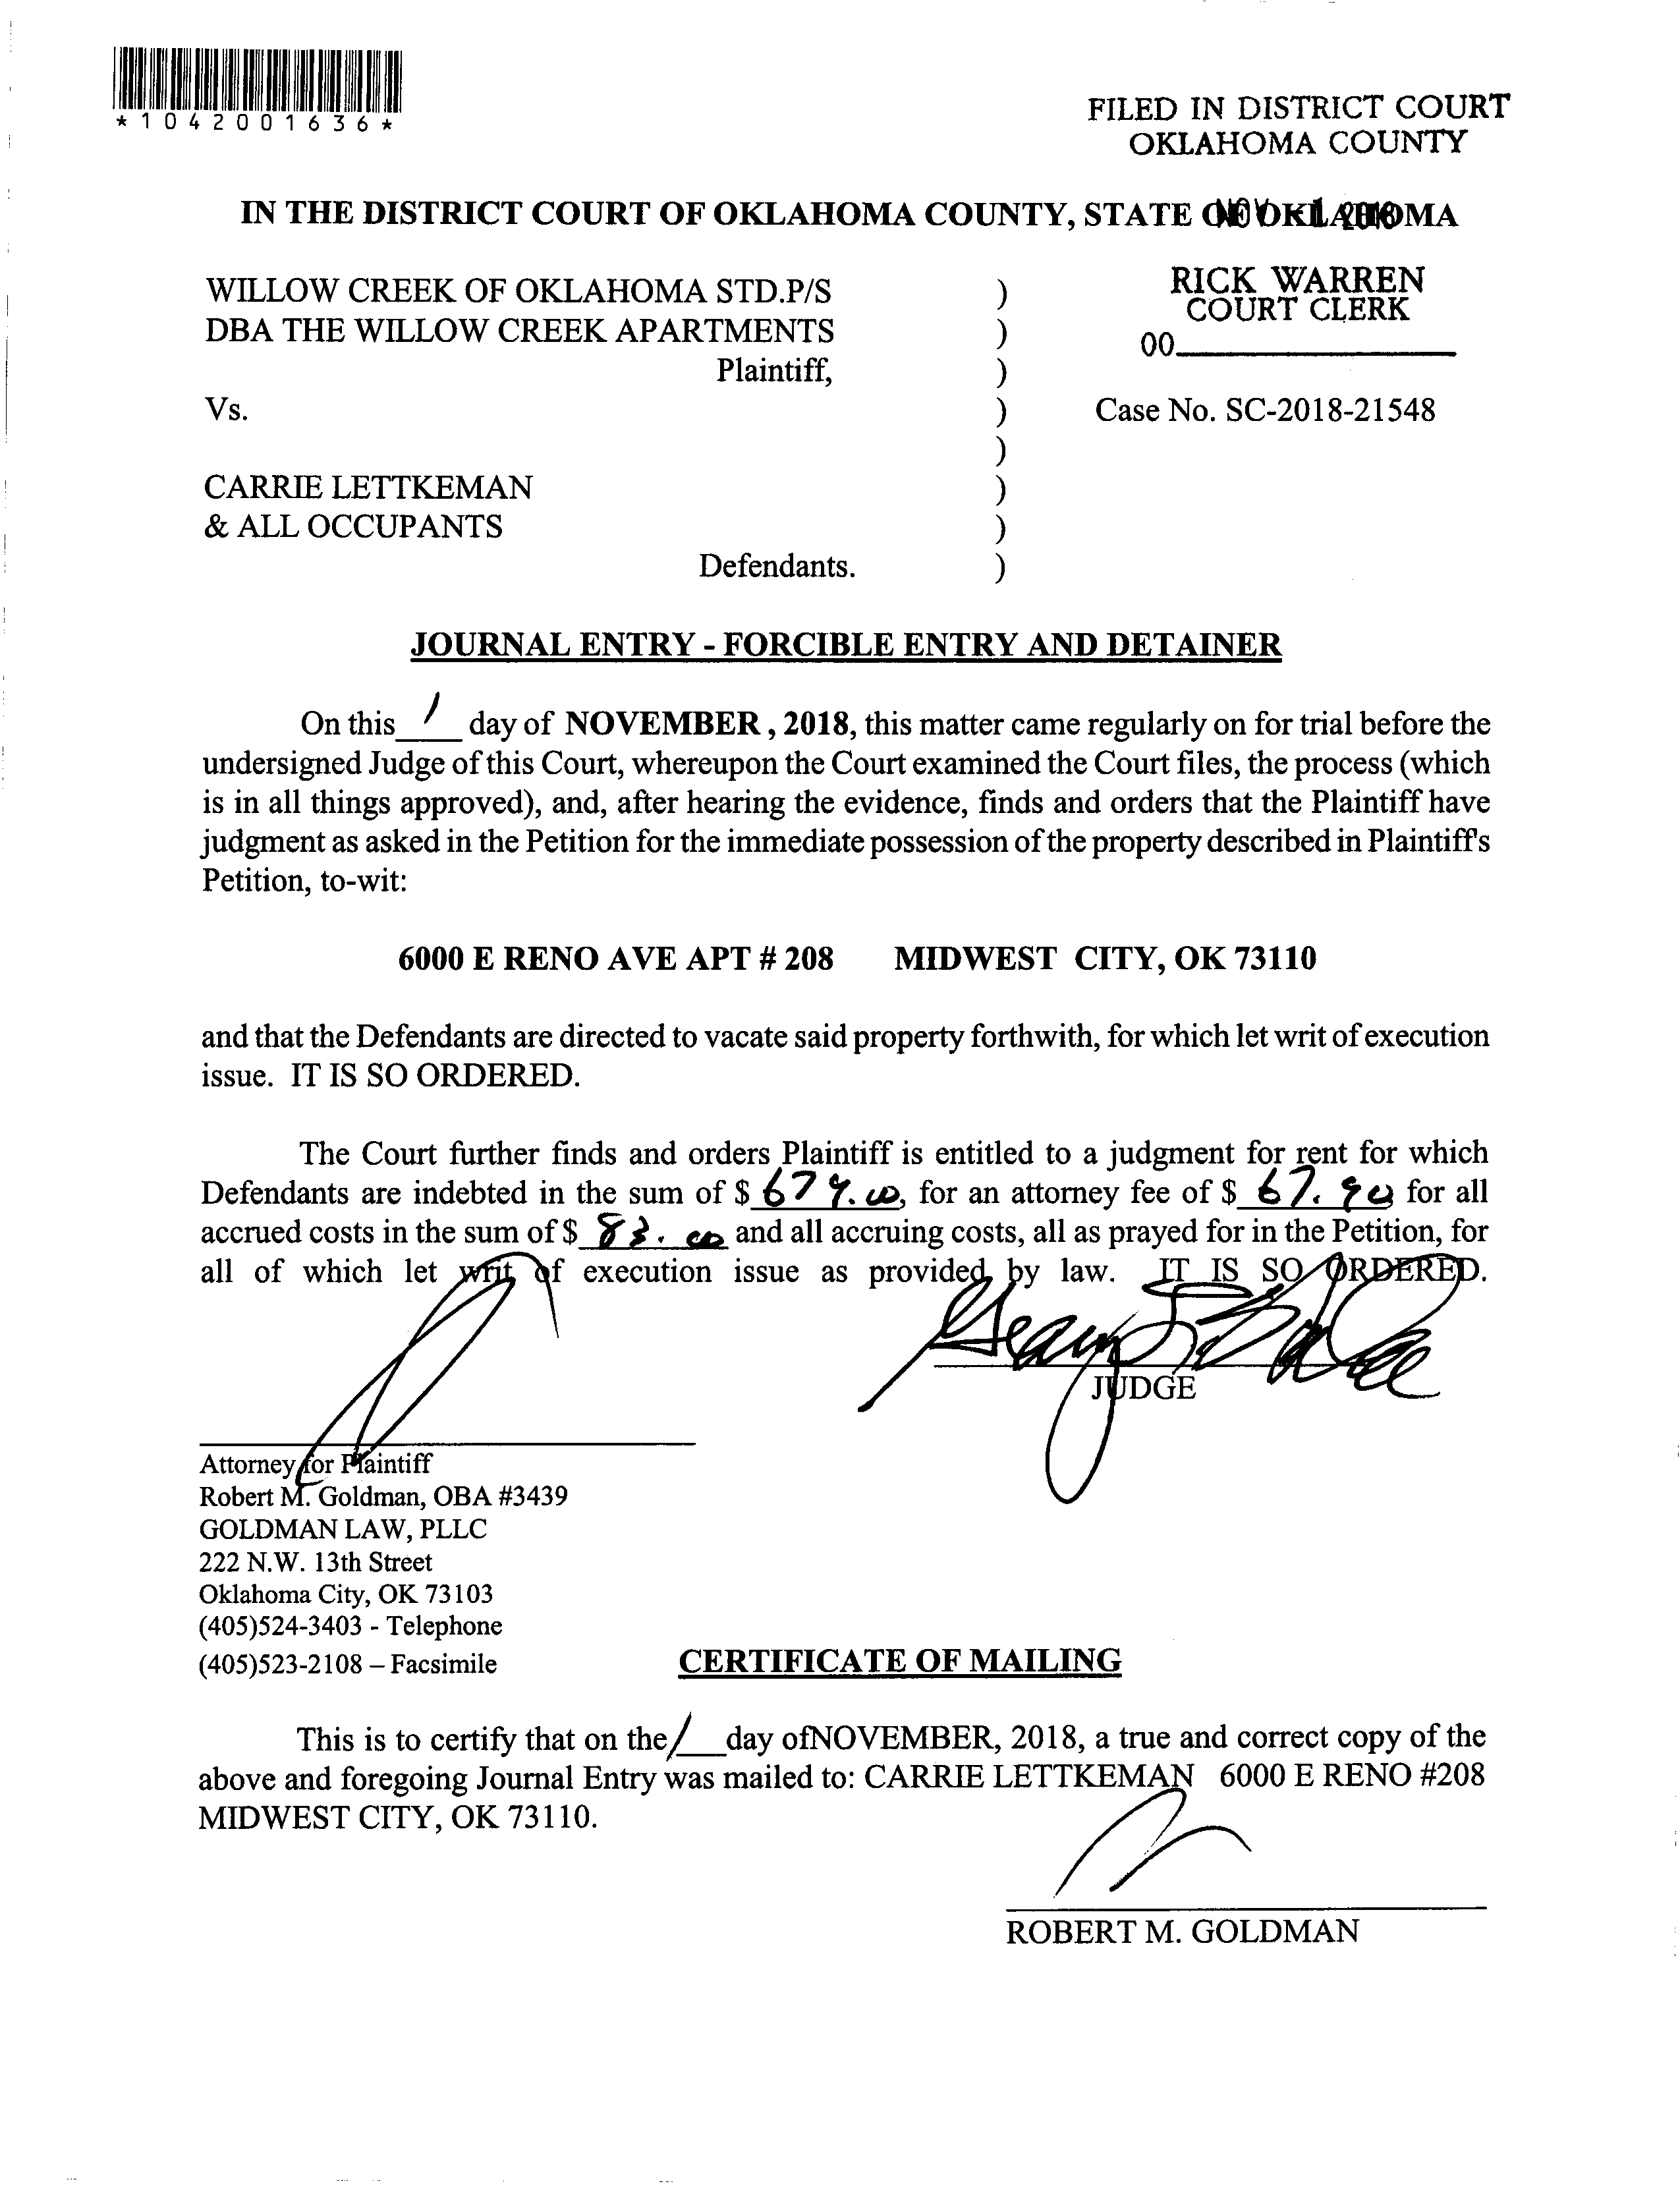 *1042001636*
FILED IN DISTRICT COURT
OKLAHOMA COUNTY
IN THE DISTRICT COURT OF OKLAHOMA COUNTY, STATE OF OKLAHOMA
NOV - 1 2018
WILLOW CREEK OF OKLAHOMA STD.P/S )
DBA THE WILLOW CREEK APARTMENTS )
Plaintiff, )
RICK WARREN
COURT CLERK
00
Vs. ) Case No. SC-2018-21548
)
CARRIE LETTKEMAN )
& ALL OCCUPANTS )
Defendants. )
JOURNAL ENTRY - FORCIBLE ENTRY AND DETAINER
On this 1 day of NOVEMBER , 2018, this matter came regularly on for trial before the
undersigned Judge of this Court, whereupon the Court examined the Court files, the process (which
is in all things approved), and, after hearing the evidence, finds and orders that the Plaintiff have
judgment as asked in the Petition for the immediate possession of the property described in Plaintiff's
Petition, to-wit:
6000 E RENO AVE APT # 208 MIDWEST CITY, OK 73110
and that the Defendants are directed to vacate said property forthwith, for which let writ of execution
issue. IT IS SO ORDERED.
The Court further finds and orders Plaintiff is entitled to a judgment for rent for which
Defendants are indebted in the sum of $ 679.00, for an attorney fee of $ 67.90 for all
accrued costs in the sum of $ 83.00 and all accruing costs, all as prayed for in the Petition, for
all of which let writ of execution issue as provided by law. IT IS SO ORDERED.
JUDGE
Attorney for Plaintiff
Robert M. Goldman, OBA #3439
GOLDMAN LAW, PLLC
222 N.W. 13th Street
Oklahoma City, OK 73103
(405)524-3403 - Telephone
(405)523-2108 – Facsimile
CERTIFICATE OF MAILING
This is to certify that on the 1 day ofNOVEMBER, 2018, a true and correct copy of the
above and foregoing Journal Entry was mailed to: CARRIE LETTKEMAN 6000 E RENO #208
MIDWEST CITY, OK 73110.
ROBERT M. GOLDMAN